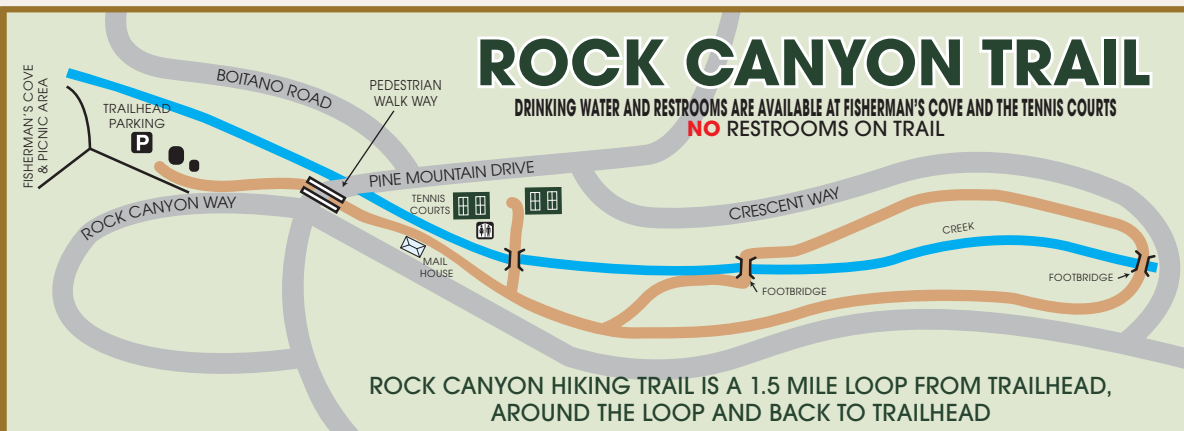 ROCK CANYON TRAIL
DRINKING WATER AND RESTROOMS ARE AVAILABLE AT FISHERMAN'S COVE AND THE TENNIS COURTS
NO RESTROOMS ON TRAIL
FISHERMAN'S COVE
& PICNIC AREA
TRAILHEAD
PARKING
P
BOITANO ROAD
PEDESTRIAN
WALK WAY
PINE MOUNTAIN DRIVE
ROCK CANYON WAY
TENNIS
COURTS
MAIL
HOUSE
CRESCENT WAY
CREEK
FOOTBRIDGE
FOOTBRIDGE
ROCK CANYON HIKING TRAIL IS A 1.5 MILE LOOP FROM TRAILHEAD,
AROUND THE LOOP AND BACK TO TRAILHEAD